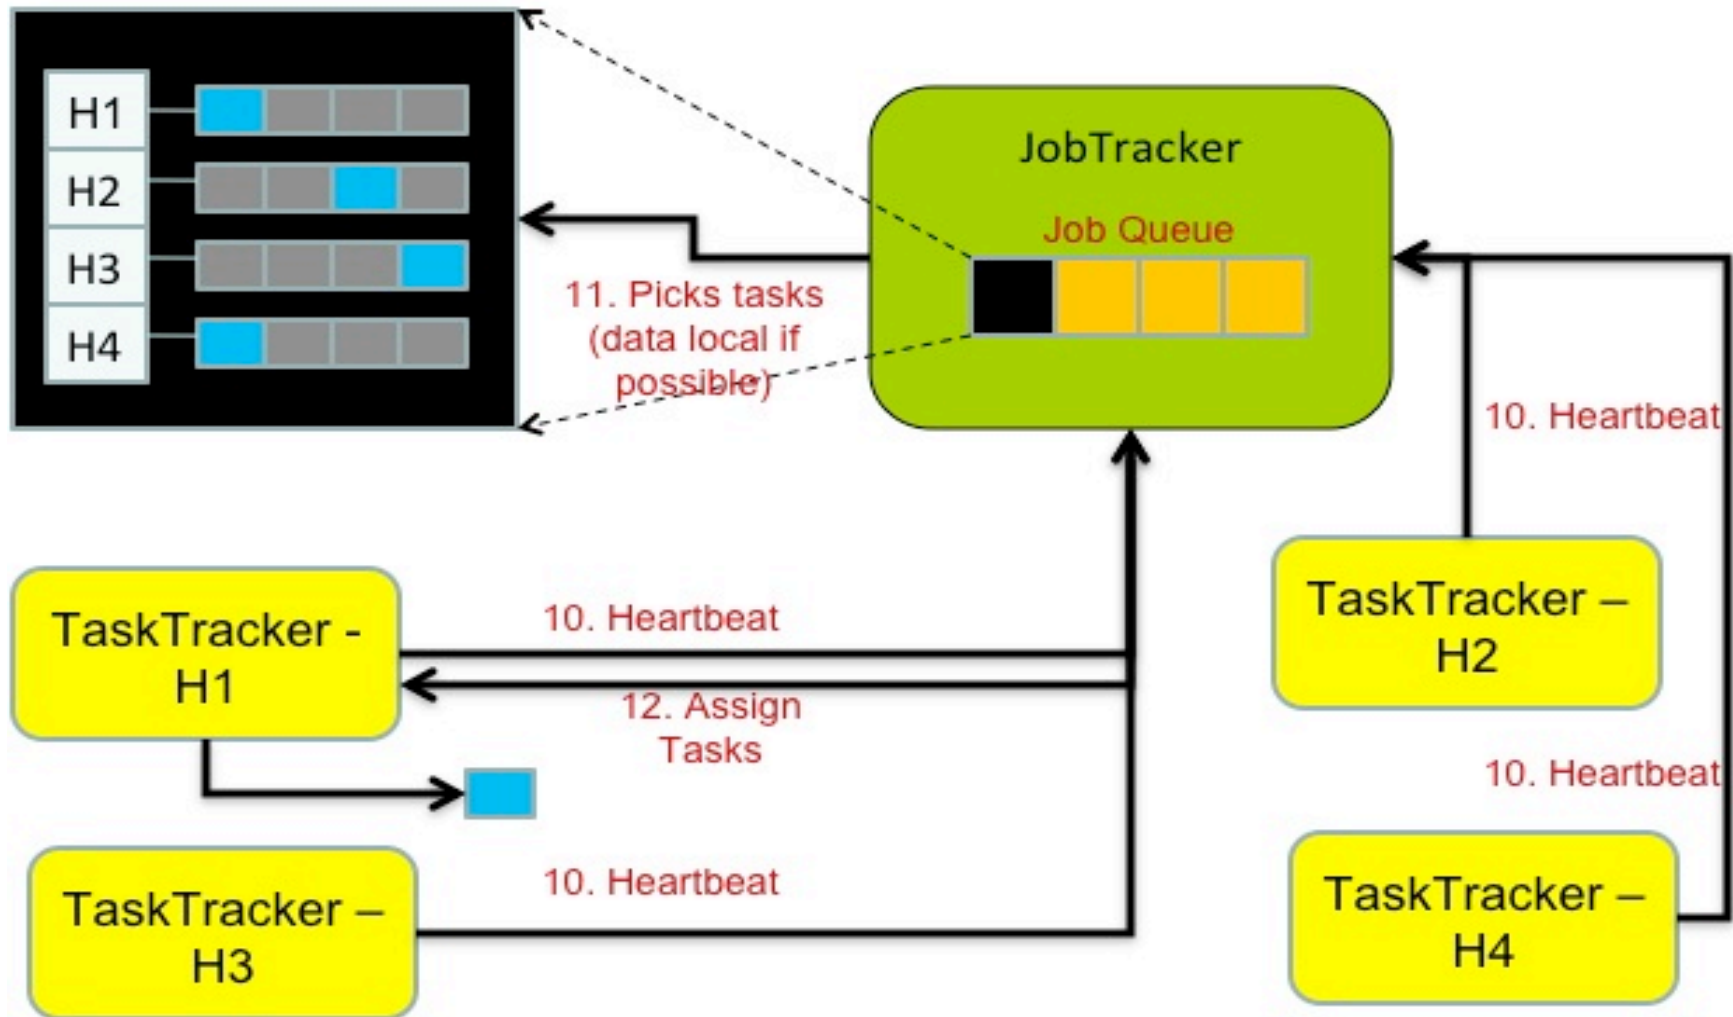 H1
H2
H3
H4
JobTracker
Job Queue
11. Picks tasks
(data local if
possible)
10. Heartbeat
TaskTracker -
H1
10. Heartbeat
12. Assign
Tasks
TaskTracker –
H2
10. Heartbeat
TaskTracker –
H3
10. Heartbeat
TaskTracker –
H4